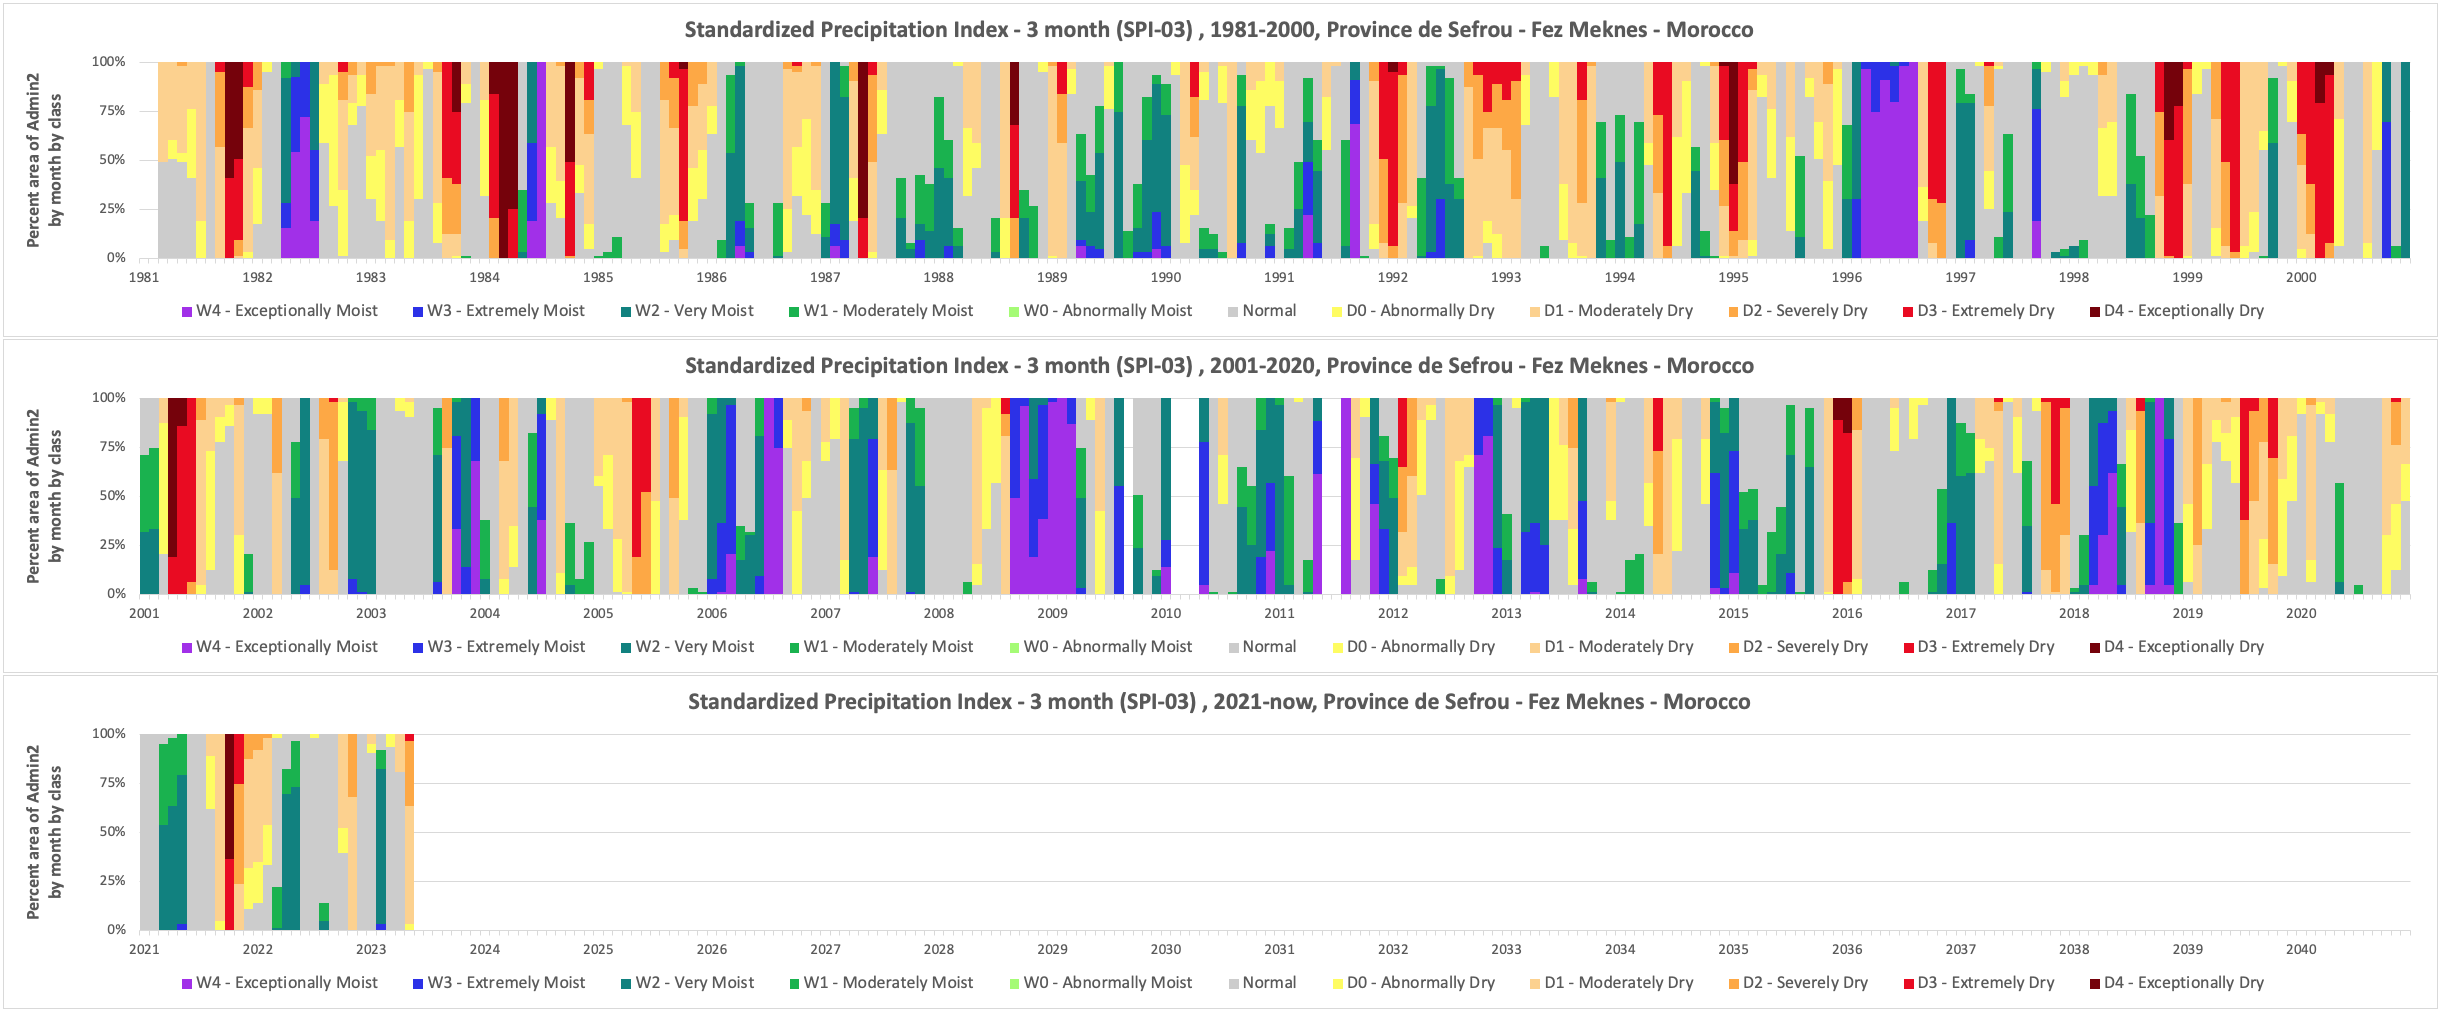 Standardized Precipitation Index - 3 month (SPI-03) , 1981-2000, Province de Sefrou - Fez Meknes - Morocco
Percent area of Admin2
by month by class
100%
75%
50%
25%
0%
1981 1982 1983 1984 1985 1986 1987 1988 1989 1990 1991 1992 1993 1994 1995 1996 1997 1998 1999 2000
W4 - Exceptionally Moist W3 - Extremely Moist W2 - Very Moist W1 - Moderately Moist W0 - Abnormally Moist Normal D0 - Abnormally Dry D1 - Moderately Dry D2 - Severely Dry D3 - Extremely Dry D4 - Exceptionally Dry
Standardized Precipitation Index - 3 month (SPI-03) , 2001-2020, Province de Sefrou - Fez Meknes - Morocco
Percent area of Admin2
by month by class
100%
75%
50%
25%
0%
2001 2002 2003 2004 2005 2006 2007 2008 2009 2010 2011 2012 2013 2014 2015 2016 2017 2018 2019 2020
W4 - Exceptionally Moist W3 - Extremely Moist W2 - Very Moist W1 - Moderately Moist W0 - Abnormally Moist Normal D0 - Abnormally Dry D1 - Moderately Dry D2 - Severely Dry D3 - Extremely Dry D4 - Exceptionally Dry
Standardized Precipitation Index - 3 month (SPI-03) , 2021-now, Province de Sefrou - Fez Meknes - Morocco
Percent area of Admin2
by month by class
100%
75%
50%
25%
0%
2021 2022 2023 2024 2025 2026 2027 2028 2029 2030 2031 2032 2033 2034 2035 2036 2037 2038 2039 2040
W4 - Exceptionally Moist W3 - Extremely Moist W2 - Very Moist W1 - Moderately Moist W0 - Abnormally Moist Normal D0 - Abnormally Dry D1 - Moderately Dry D2 - Severely Dry D3 - Extremely Dry D4 - Exceptionally Dry